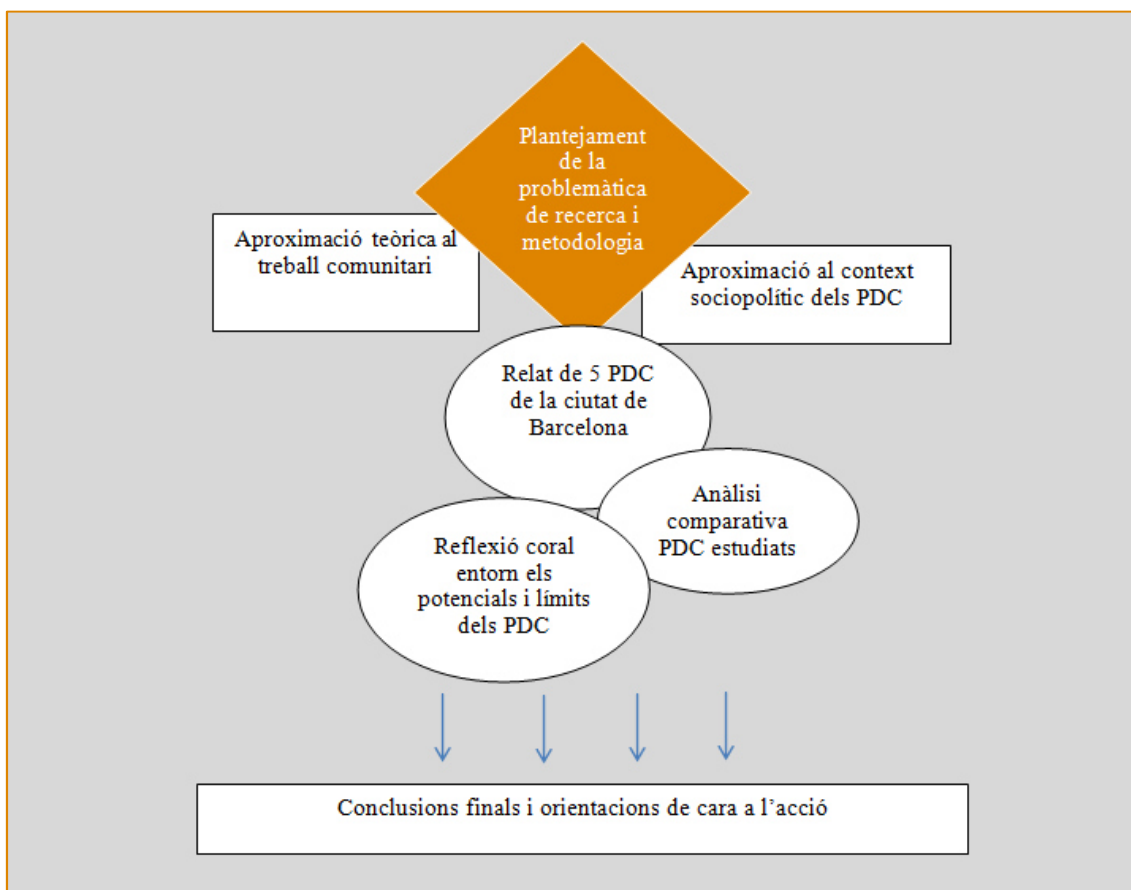 Plantejament
de la
problemàtica
de recerca i
metodologia
Aproximació teòrica al
treball comunitari
Aproximació al context
sociopolític dels PDC
Relat de 5 PDC
de la ciutat de
Barcelona
Anàlisi
comparativa
PDC estudiats
Reflexió coral
entorn els
potencials i límits
dels PDC
Conclusions finals i orientacions de cara a l’acció